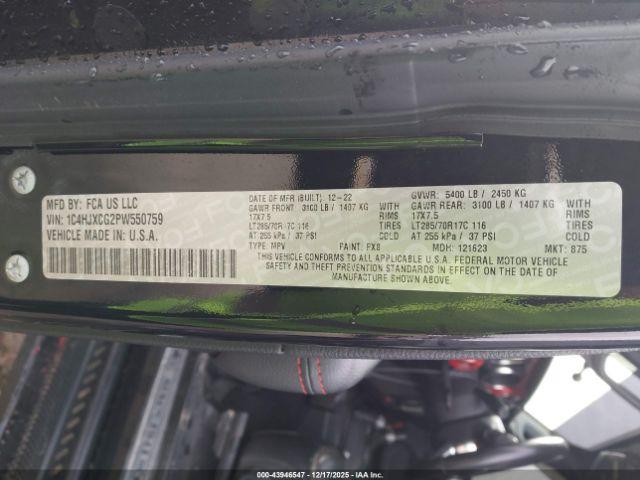 MFD BY: FCA US LLC
VIN: 1C4HJXCG2PW550759
VEHICLE MADE IN: U.S.A.
DATE OF MFR (BUILT): 12-22 GVWR: 5400 LB / 2450 KG
GAWR FRONT: 3100 LB / 1407 KG WITH GAWR REAR: 3100 LB / 1407 KG WITH
17X7.5 RIMS 17X7.5 RIMS
LT285/70R17C 116 TIRES LT285/70R17C 116 TIRES
AT 255 kPa / 37 PSI COLD AT 255 kPa / 37 PSI COLD
TYPE: MPV PAINT: PX8 MDH: 121623 MKT: 875
THIS VEHICLE CONFORMS TO ALL APPLICABLE U.S.A. FEDERAL MOTOR VEHICLE
SAFETY AND THEFT PREVENTION STANDARDS IN EFFECT ON THE DATE OF
MANUFACTURE SHOWN ABOVE.
© 43946547 - 12/17/2025 - IAAI.COM